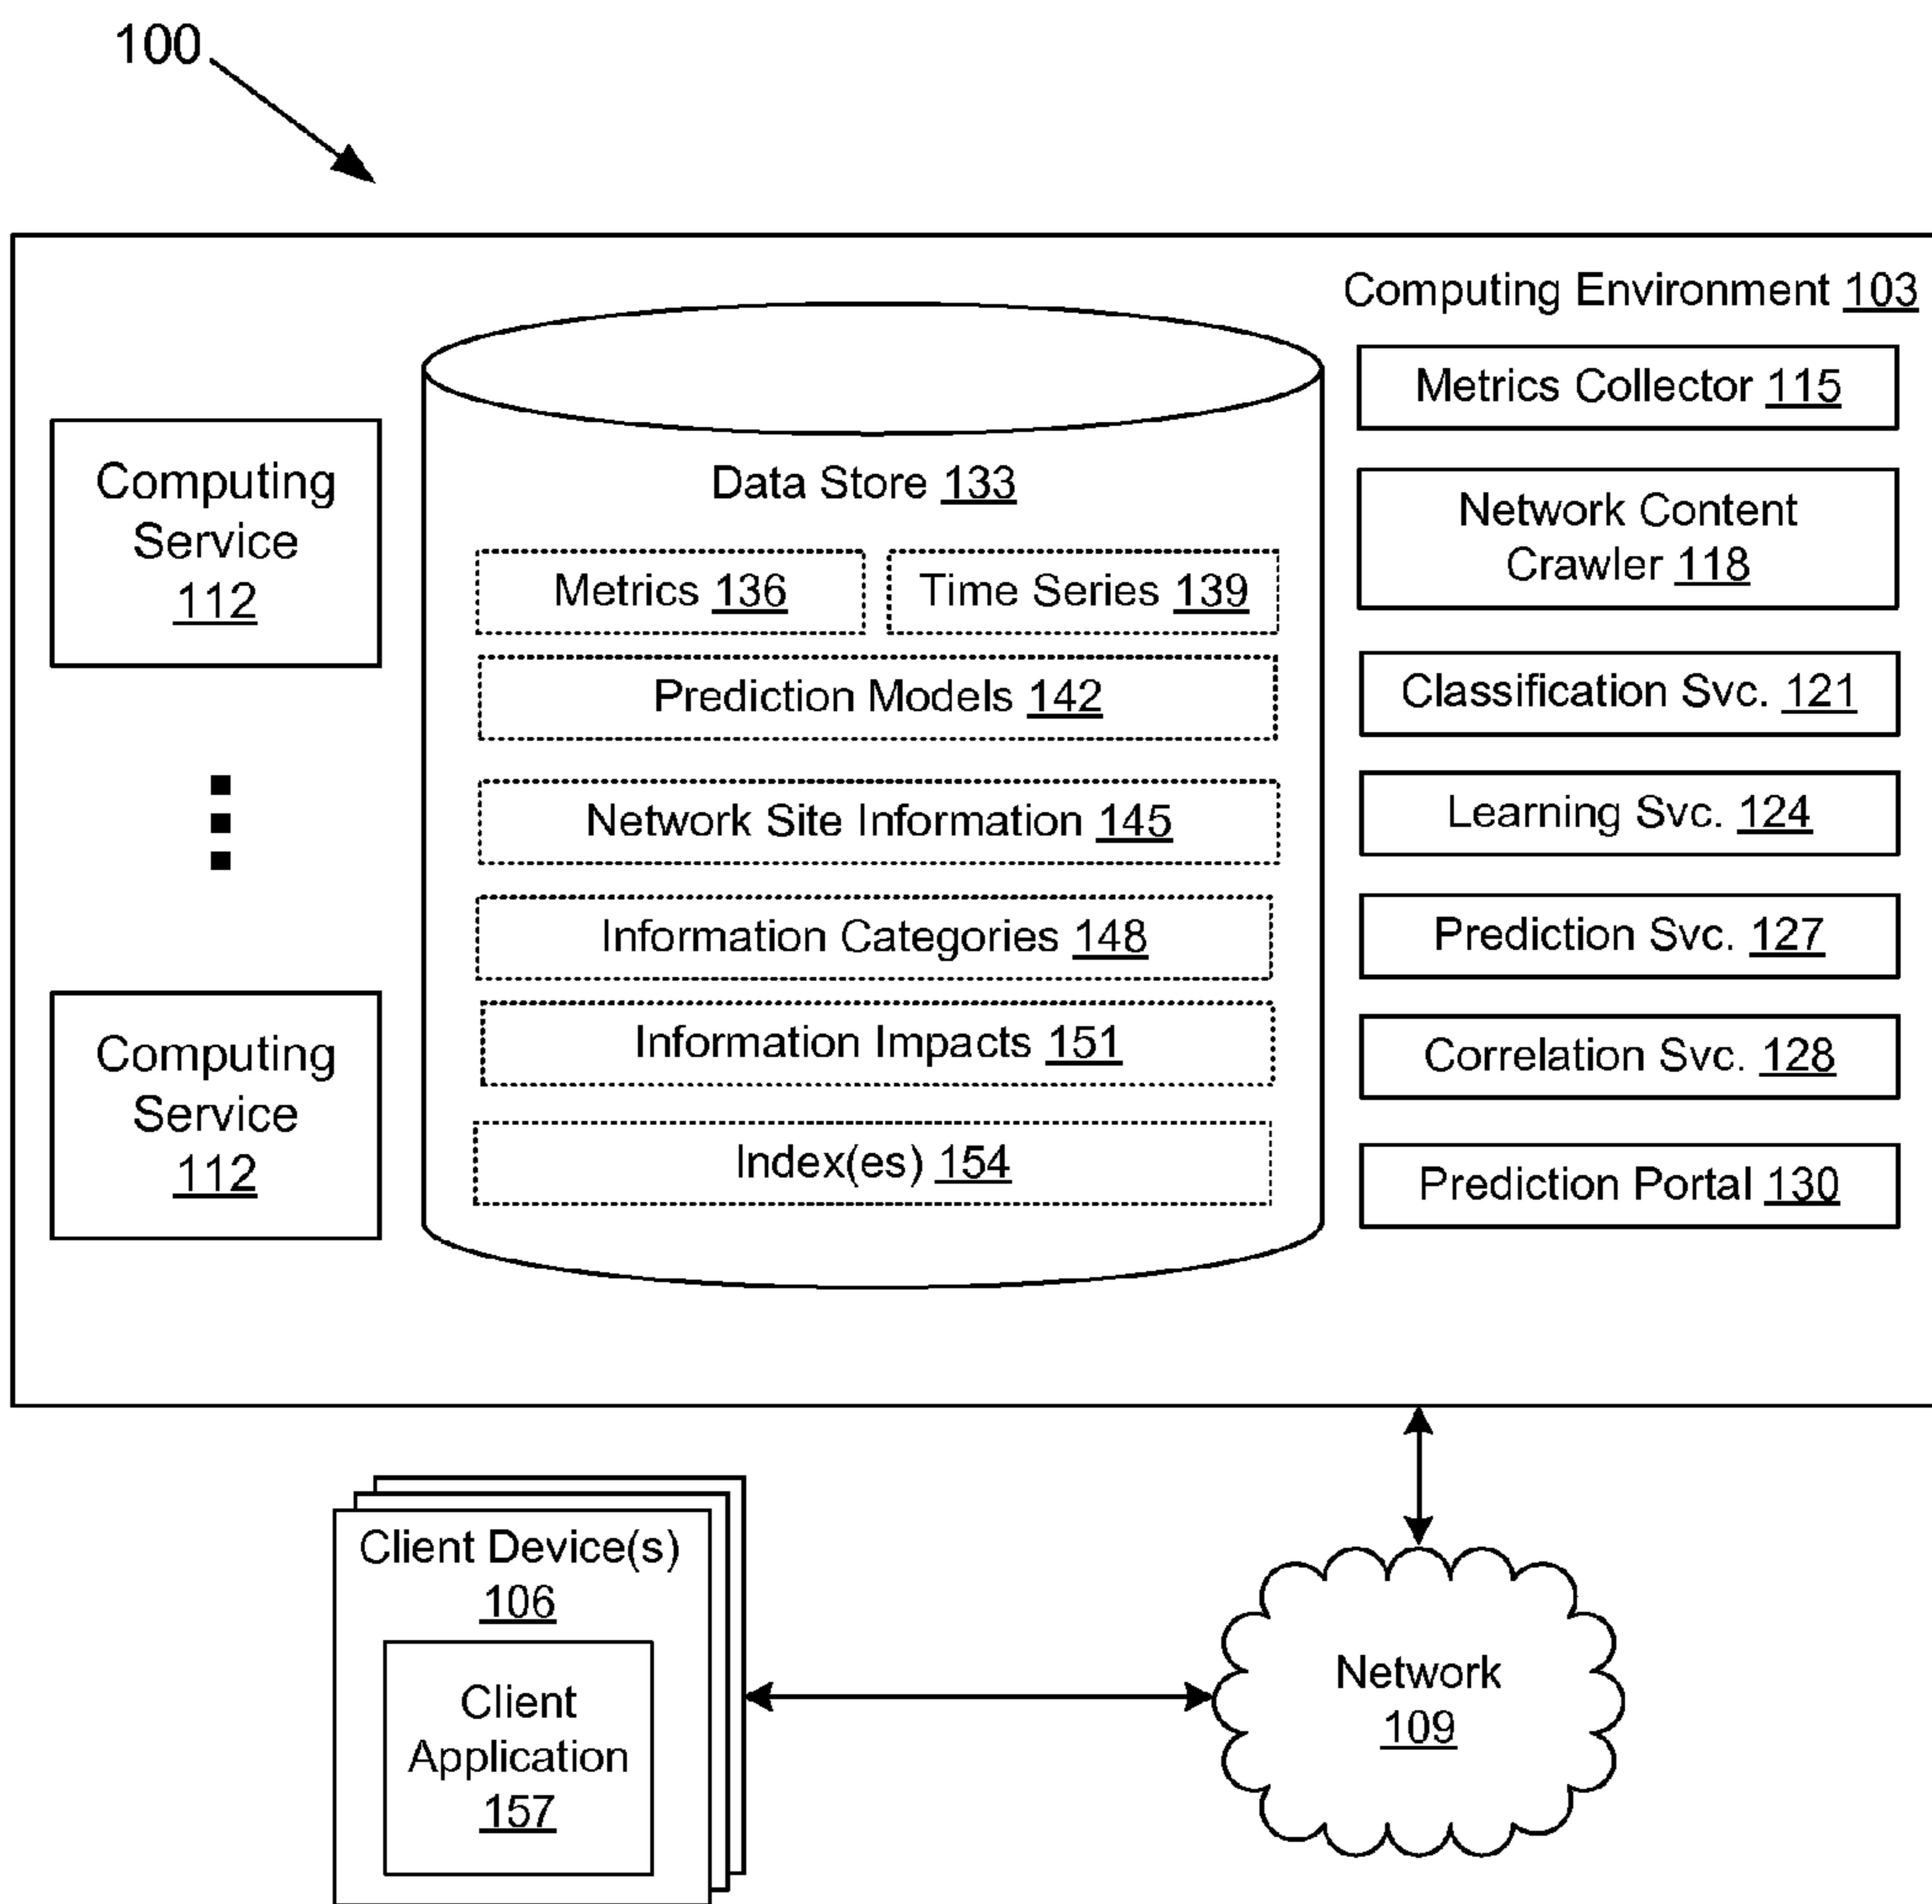 100
Computing Environment 103
Computing
Service
112
Computing
Service
112
Data Store 133
Metrics 136
Time Series 139
Prediction Models 142
Network Site Information 145
Information Categories 148
Information Impacts 151
Index(es) 154
Metrics Collector 115
Network Content
Crawler 118
Classification Svc. 121
Learning Svc. 124
Prediction Svc. 127
Correlation Svc. 128
Prediction Portal 130
Client Device(s)
106
Client
Application
157
Network
109